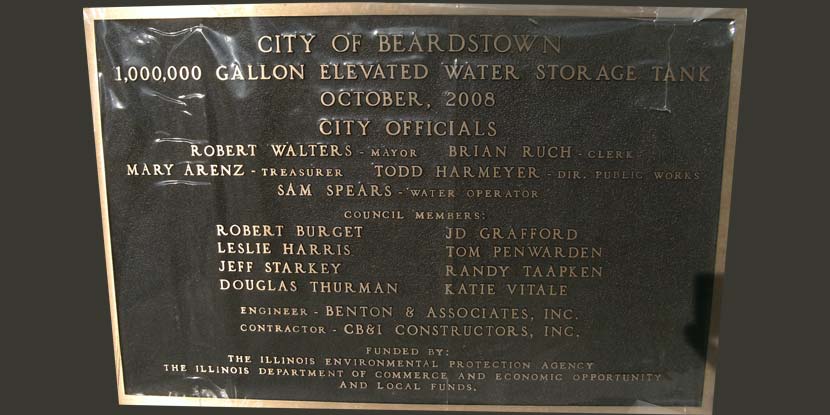 CITY OF BEARDSTOWN
1,000,000 GALLON ELEVATED WATER STORAGE TANK
OCTOBER, 2008
CITY OFFICIALS
ROBERT WALTERS - MAYOR BRIAN RUCH - CLERK
MARY ARENZ - TREASURER TODD HARMEYER - DIR. PUBLIC WORKS
SAM SPEARS - WATER OPERATOR
COUNCIL MEMBERS:
ROBERT BURGET JD GRAFFORD
LESLIE HARRIS TOM PENWARDEN
JEFF STARKEY RANDY TAAPKEN
DOUGLAS THURMAN KATIE VITALE
ENGINEER - BENTON & ASSOCIATES, INC.
CONTRACTOR - CB&I CONSTRUCTORS, INC.
FUNDED BY:
THE ILLINOIS ENVIRONMENTAL PROTECTION AGENCY
THE ILLINOIS DEPARTMENT OF COMMERCE AND ECONOMIC OPPORTUNITY
AND LOCAL FUNDS.